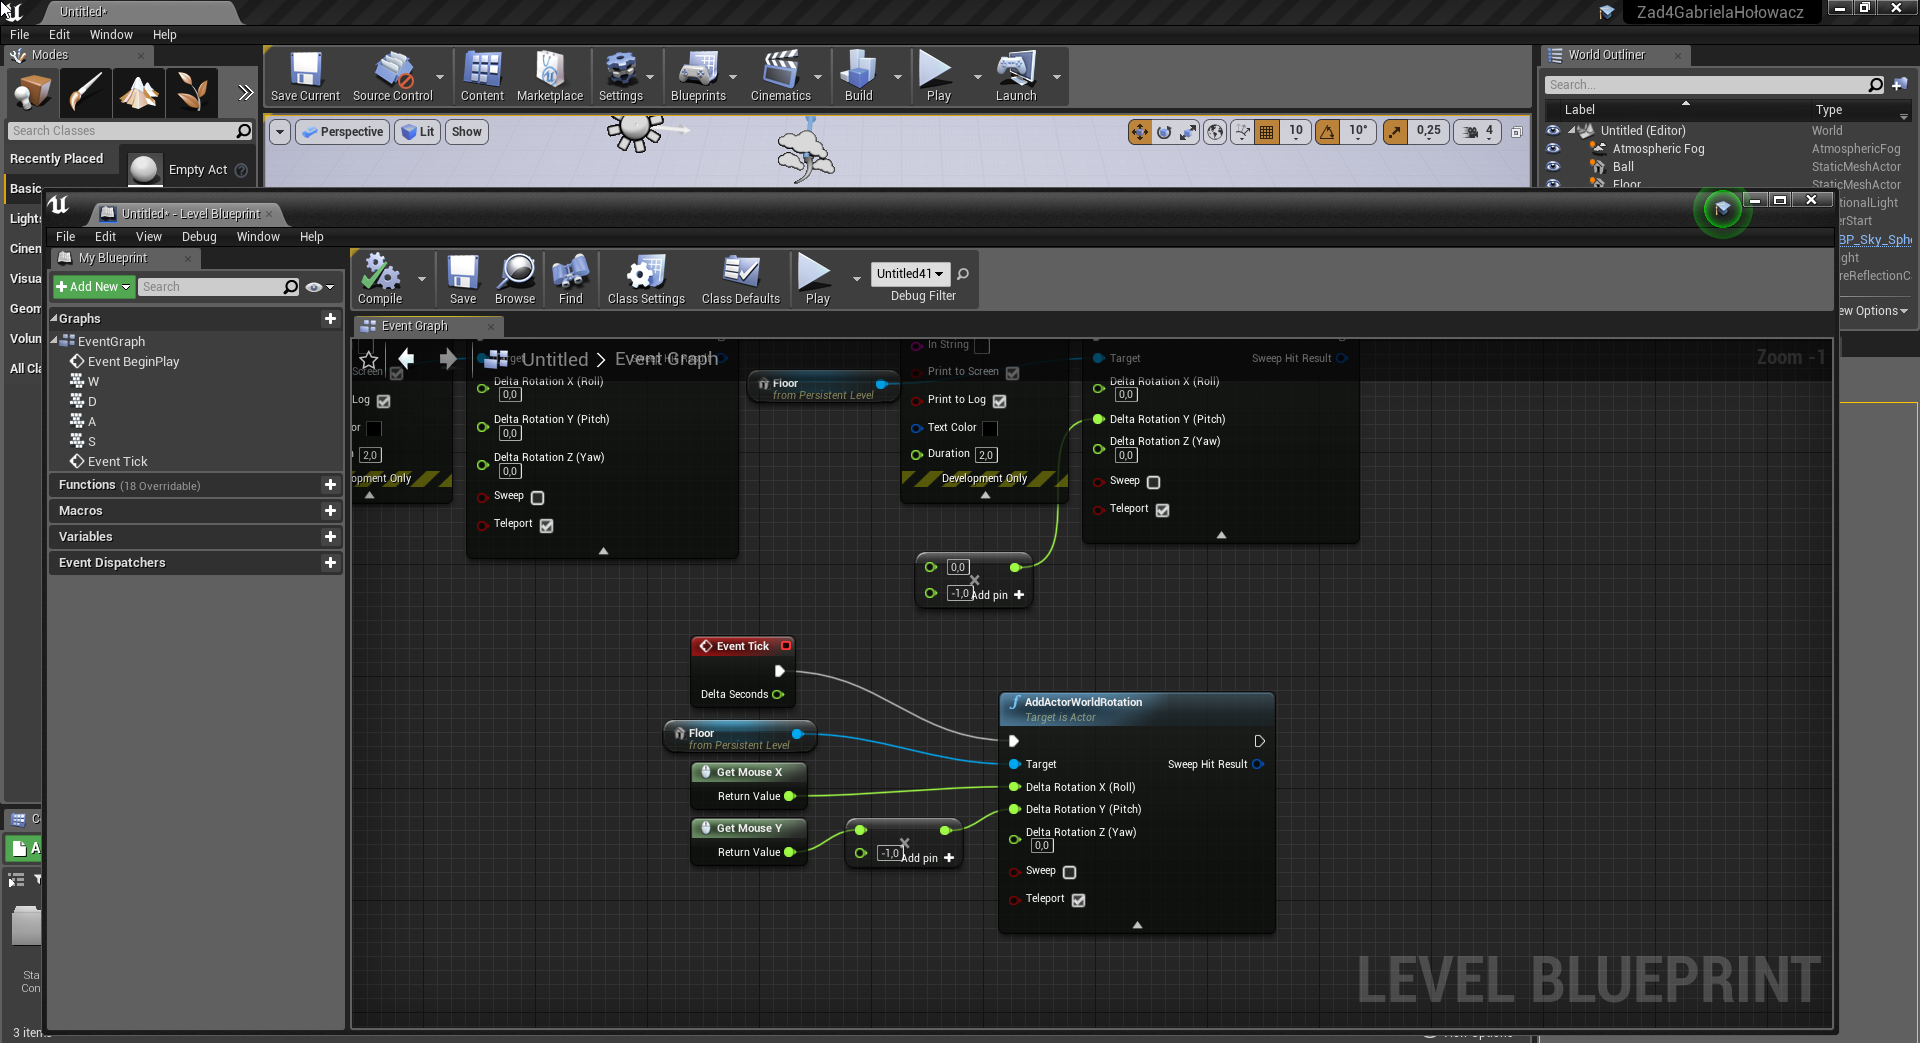 Untitled*
Zad4GabrielaHołowacz
File Edit Window Help
Modes
World Outliner
Save Current
Source Control
Content
Marketplace
Settings
Blueprints
Cinematics
Build
Play
Launch
Search...
Label
Type
Search Classes
Perspective
Lit
Show
10
10°
0,25
4
Untitled (Editor) World
Atmospheric Fog AtmosphericFog
Ball StaticMeshActor
Floor StaticMeshActor
Recently Placed
Empty Act
Basic
Lights
Cinem
Visua
Geom
Volun
All Cla
tionalLight
erStart
BP_Sky_Sph
ght
reReflectionC
ew Options
Untitled* - Level Blueprint
File Edit View Debug Window Help
My Blueprint
Add New
Search
Compile
Save
Browse
Find
Class Settings
Class Defaults
Play
Untitled41
Debug Filter
Graphs
EventGraph
Event BeginPlay
W
D
A
S
Event Tick
Functions (18 Overridable)
Macros
Variables
Event Dispatchers
Event Graph
Untitled > Event Graph
Zoom -1
Screen
Log
or
2,0
opment Only
Sweep Hit Result
Delta Rotation X (Roll)
0,0
Delta Rotation Y (Pitch)
0,0
Delta Rotation Z (Yaw)
0,0
Sweep
Teleport
Floor
from Persistent Level
In String
Print to Screen
Print to Log
Text Color
Duration 2,0
Development Only
Target
Sweep Hit Result
Delta Rotation X (Roll)
0,0
Delta Rotation Y (Pitch)
Delta Rotation Z (Yaw)
0,0
Sweep
Teleport
0,0
-1,0
Add pin
Event Tick
Delta Seconds
Floor
from Persistent Level
Get Mouse X
Return Value
Get Mouse Y
Return Value
-1,0
Add pin
AddActorWorldRotation
Target is Actor
Target
Sweep Hit Result
Delta Rotation X (Roll)
Delta Rotation Y (Pitch)
Delta Rotation Z (Yaw)
0,0
Sweep
Teleport
LEVEL BLUEPRINT
C
A
Sta
Con
3 item
View Options